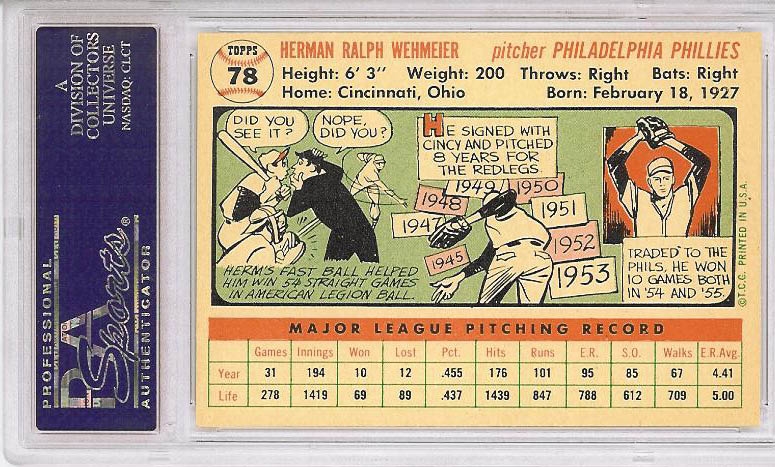 A
DIVISION OF
COLLECTORS
UNIVERSE
NASDAQ: CLCT
PROFESSIONAL
PSA
Sports®
AUTHENTICATOR
TOPPS
78
HERMAN RALPH WEHMEIER pitcher PHILADELPHIA PHILLIES
Height: 6' 3" Weight: 200 Throws: Right Bats: Right
Home: Cincinnati, Ohio Born: February 18, 1927
DID YOU
SEE IT?
NOPE,
DID YOU?
HERM'S FAST BALL HELPED
HIM WIN 54 STRAIGHT GAMES
IN AMERICAN LEGION BALL.
HE SIGNED WITH
CINCY AND PITCHED
8 YEARS FOR
THE REDLEGS.
1945
1947
1948
1949
1950
1951
1952
1953
TRADED TO THE
PHILS, HE WON
10 GAMES BOTH
IN '54 AND '55.
©T.C.G. PRINTED IN U.S.A.
MAJOR LEAGUE PITCHING RECORD
Games Innings Won Lost Pct. Hits Runs E.R. S.O. Walks E.R.Avg.
Year 31 194 10 12 .455 176 101 95 85 67 4.41
Life 278 1419 69 89 .437 1439 847 788 612 709 5.00